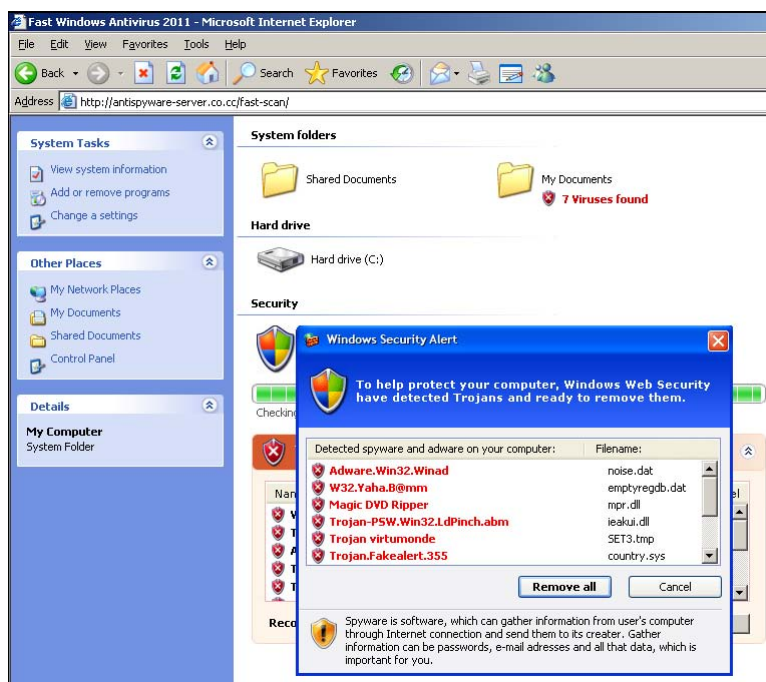 Fast Windows Antivirus 2011 - Microsoft Internet Explorer
File Edit View Favorites Tools Help
Back Search Favorites
Address http://antispyware-server.co.cc/fast-scan/
System Tasks
View system information
Add or remove programs
Change a settings
Other Places
My Network Places
My Documents
Shared Documents
Control Panel
Details
My Computer
System Folder
System folders
Shared Documents
My Documents
7 Viruses found
Hard drive
Hard drive (C:)
Security
Checking
Windows Security Alert
To help protect your computer, Windows Web Security
have detected Trojans and ready to remove them.
Detected spyware and adware on your computer: Filename:
Adware.Win32.Winad noise.dat
W32.Yaha.B@mm emptyregdb.dat
Magic DVD Ripper mpr.dll
Trojan-PSW.Win32.LdPinch.abm ieakui.dll
Trojan virtumonde SET3.tmp
Trojan.Fakealert.355 country.sys
Remove all Cancel
Spyware is software, which can gather information from user's computer
through Internet connection and send them to its creater. Gather
information can be passwords, e-mail adresses and all that data, which is
important for you.
Nan
Reco